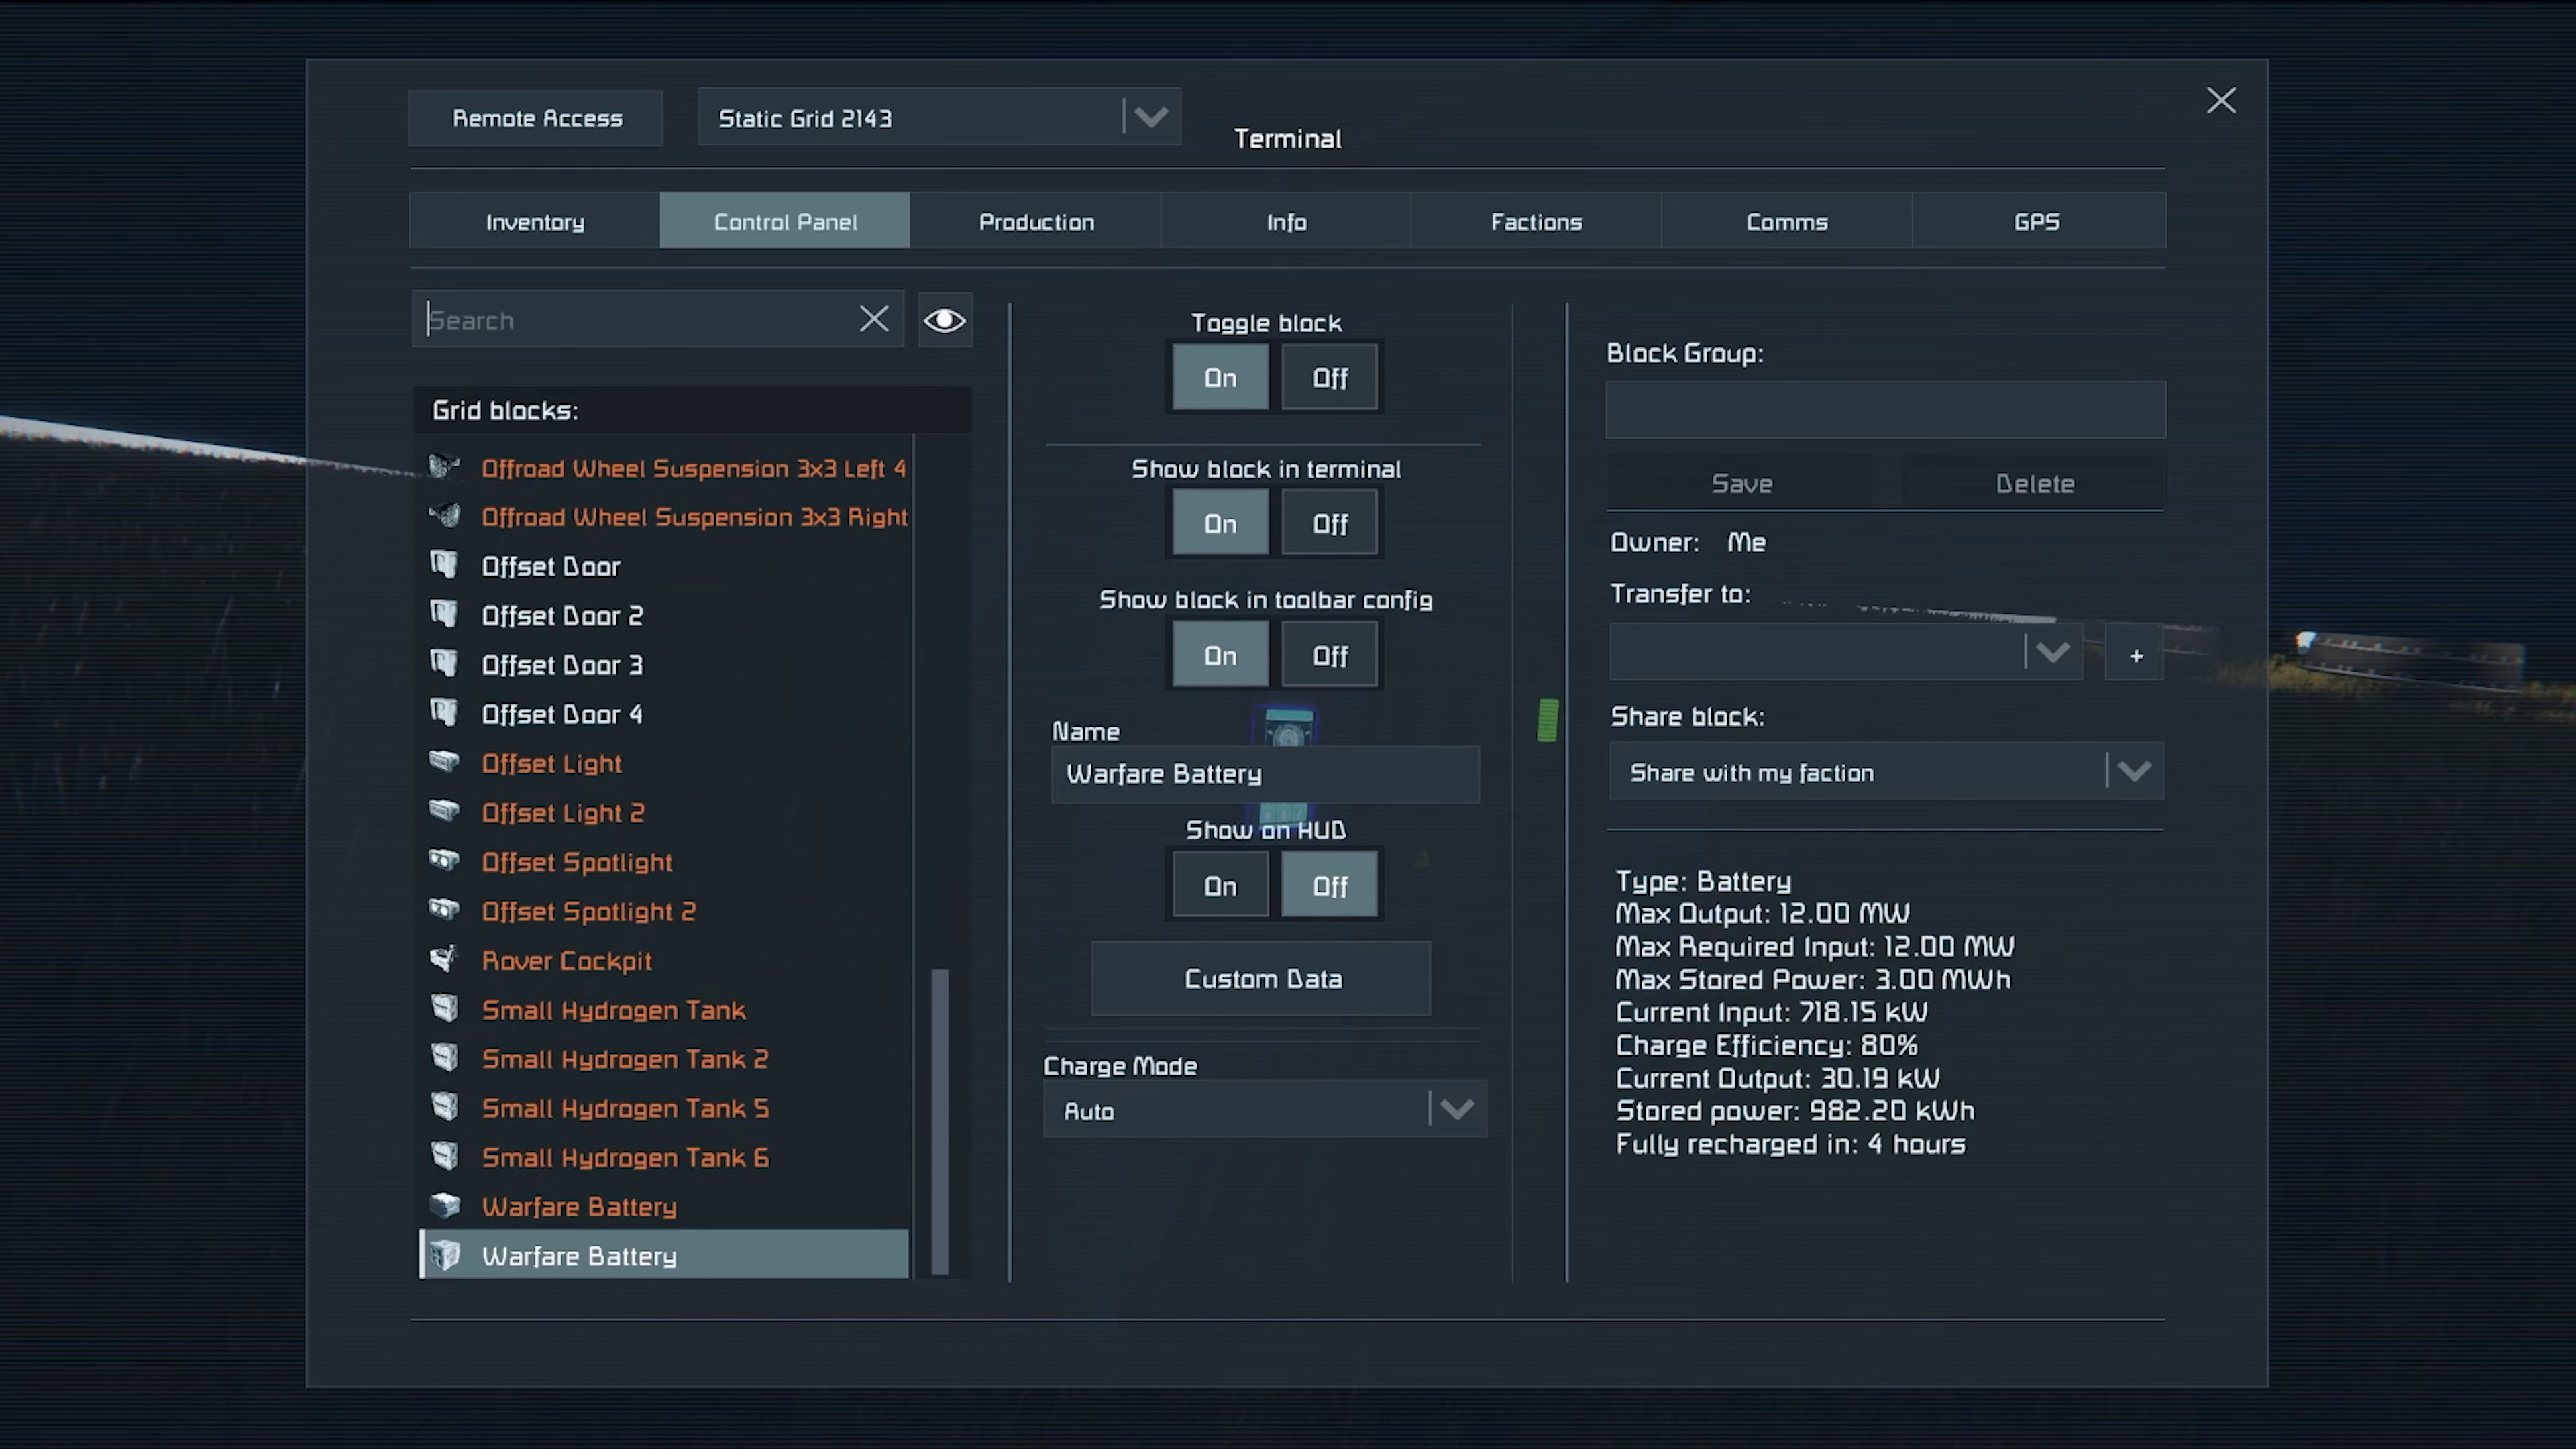 Remote Access
Static Grid 2143
Terminal
Inventory
Control Panel
Production
Info
Factions
Comms
GPS
Search
Grid blocks:
Offroad Wheel Suspension 3x3 Left 4
Offroad Wheel Suspension 3x3 Right
Offset Door
Offset Door 2
Offset Door 3
Offset Door 4
Offset Light
Offset Light 2
Offset Spotlight
Offset Spotlight 2
Rover Cockpit
Small Hydrogen Tank
Small Hydrogen Tank 2
Small Hydrogen Tank 5
Small Hydrogen Tank 6
Warfare Battery
Warfare Battery
Toggle block
On Off
Show block in terminal
On Off
Show block in toolbar config
On Off
Name
Warfare Battery
Show on HUD
On Off
Custom Data
Charge Mode
Auto
Block Group:
Save Delete
Owner: Me
Transfer to:
+
Share block:
Share with my faction
Type: Battery
Max Output: 12.00 MW
Max Required Input: 12.00 MW
Max Stored Power: 3.00 MWh
Current Input: 718.15 kW
Charge Efficiency: 80%
Current Output: 30.19 kW
Stored power: 982.20 kWh
Fully recharged in: 4 hours